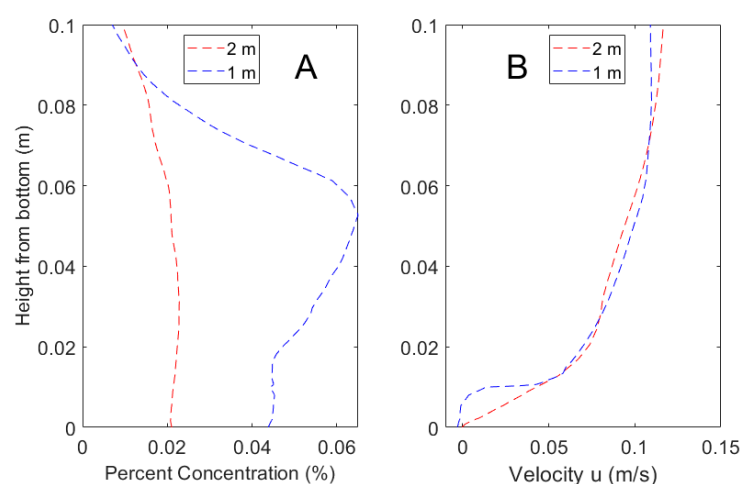 0.1
0.08
0.06
0.04
0.02
0
0
0.02
0.04
0.06
Height from bottom (m)
Percent Concentration (%)
2 m
1 m
A
0.1
0.08
0.06
0.04
0.02
0
0
0.05
0.1
0.15
Velocity u (m/s)
B
2 m
1 m